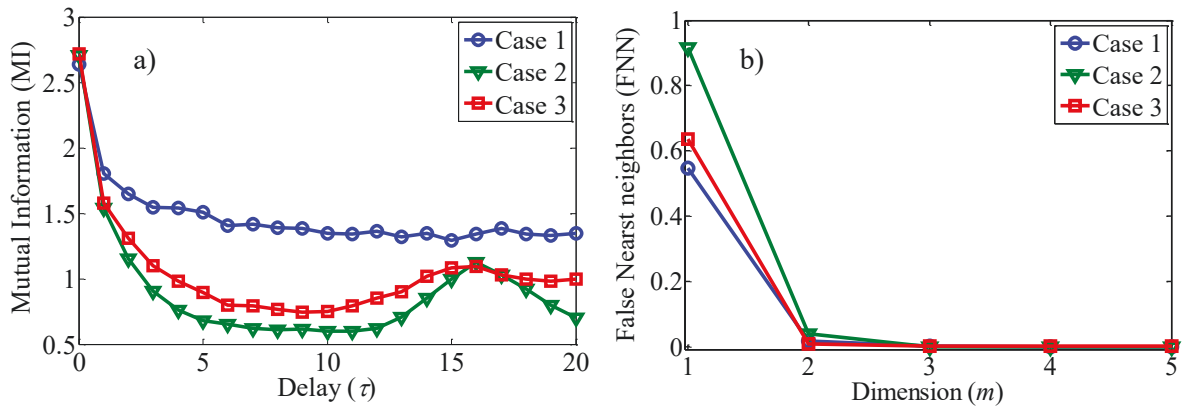 a)
Mutual Information (MI)
3
2.5
2
1.5
1
0.5
0
5
10
15
20
Delay (τ)
Case 1
Case 2
Case 3
b)
False Nearst neighbors (FNN)
1
0.8
0.6
0.4
0.2
0
1
2
3
4
5
Dimension (m)
Case 1
Case 2
Case 3